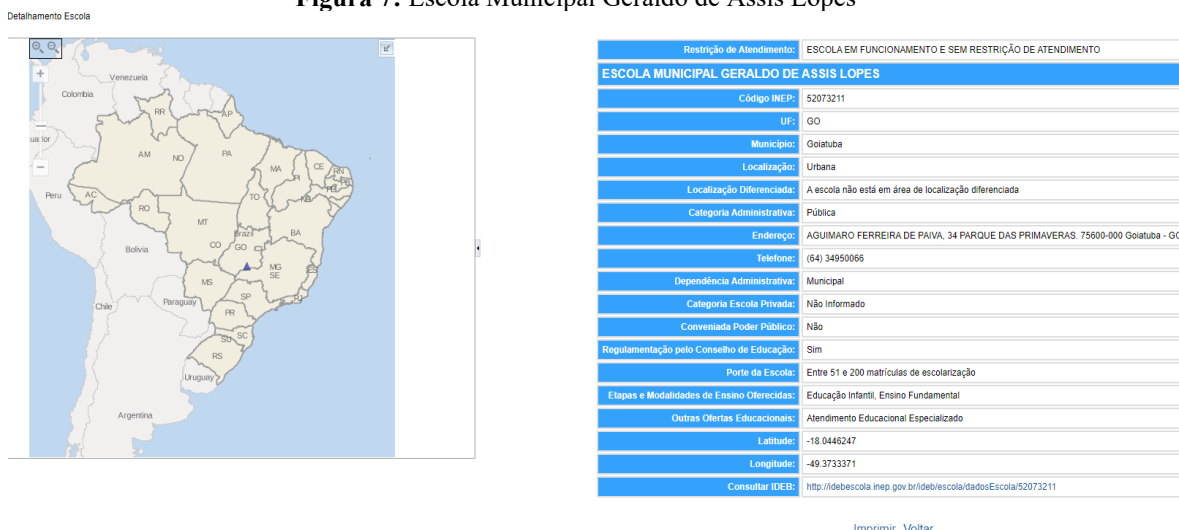 Figura 7: Escola Municipal Geraldo de Assis Lopes
Detalhamento Escola
Venezuela
Colombia
RR
AP
AM
NO
PA
MA
CE
RN
PI
AC
TO
Peru
RO
MT
Brazil
BA
Bolivia
CO
GO
MG
SE
ES
MS
SP
RJ
Chile
Paraguay
PR
SC
SU
RS
Uruguay
Argentina
Restrição de Atendimento: ESCOLA EM FUNCIONAMENTO E SEM RESTRIÇÃO DE ATENDIMENTO
ESCOLA MUNICIPAL GERALDO DE ASSIS LOPES
Código INEP: 52073211
UF: GO
Município: Goiatuba
Localização: Urbana
Localização Diferenciada: A escola não está em área de localização diferenciada
Categoria Administrativa: Pública
Endereço: AGUIMARO FERREIRA DE PAIVA, 34 PARQUE DAS PRIMAVERAS. 75600-000 Goiatuba - GO
Telefone: (64) 34950066
Dependência Administrativa: Municipal
Categoria Escola Privada: Não Informado
Conveniada Poder Público: Não
Regulamentação pelo Conselho de Educação: Sim
Porte da Escola: Entre 51 e 200 matrículas de escolarização
Etapas e Modalidades de Ensino Oferecidas: Educação Infantil, Ensino Fundamental
Outras Ofertas Educacionais: Atendimento Educacional Especializado
Latitude: -18.0446247
Longitude: -49.3733371
Consultar IDEB: http://idebescola.inep.gov.br/ideb/escola/dadosEscola/52073211
Imprimir Voltar